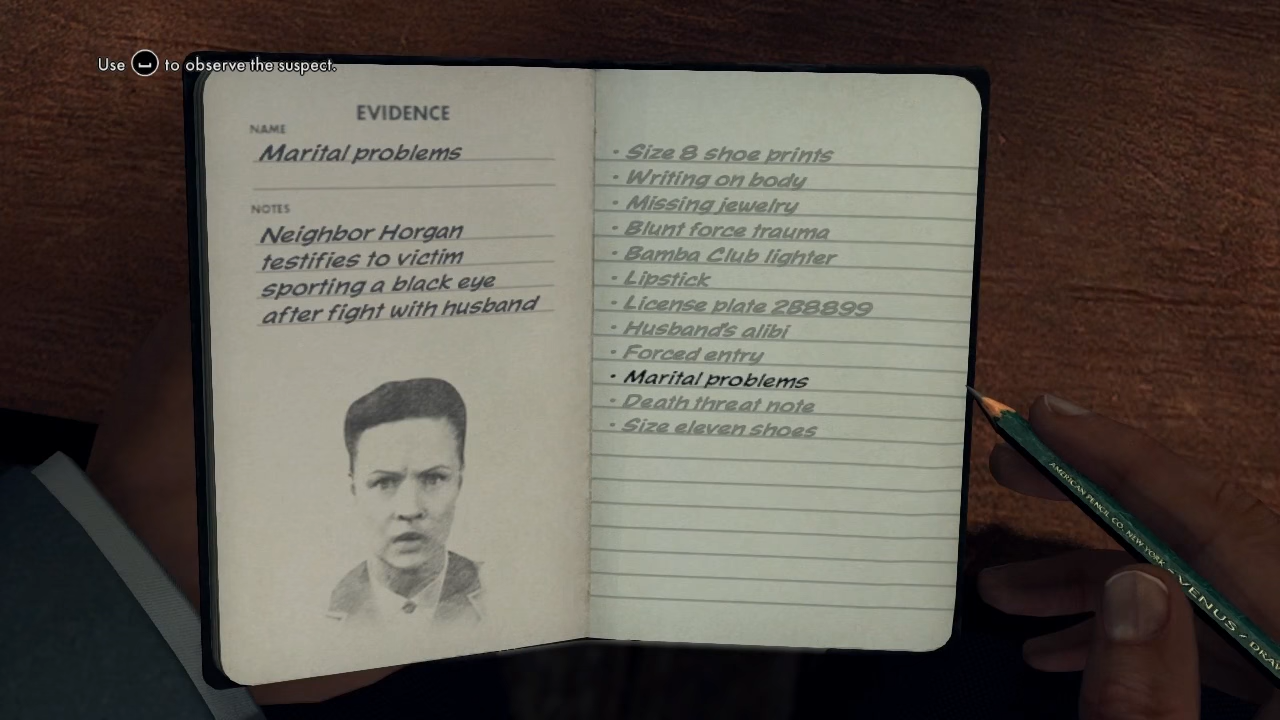 Use to observe the suspect.
EVIDENCE
NAME
Marital problems
NOTES
Neighbor Horgan
testifies to victim
sporting a black eye
after fight with husband
• Size 8 shoe prints
• Writing on body
• Missing jewelry
• Blunt force trauma
• Bamba Club lighter
• Lipstick
• License plate 2B8899
• Husband's alibi
• Forced entry
• Marital problems
• Death threat note
• Size eleven shoes
AMERICAN PENCIL CO. NEW YORK - VENUS / DRAW